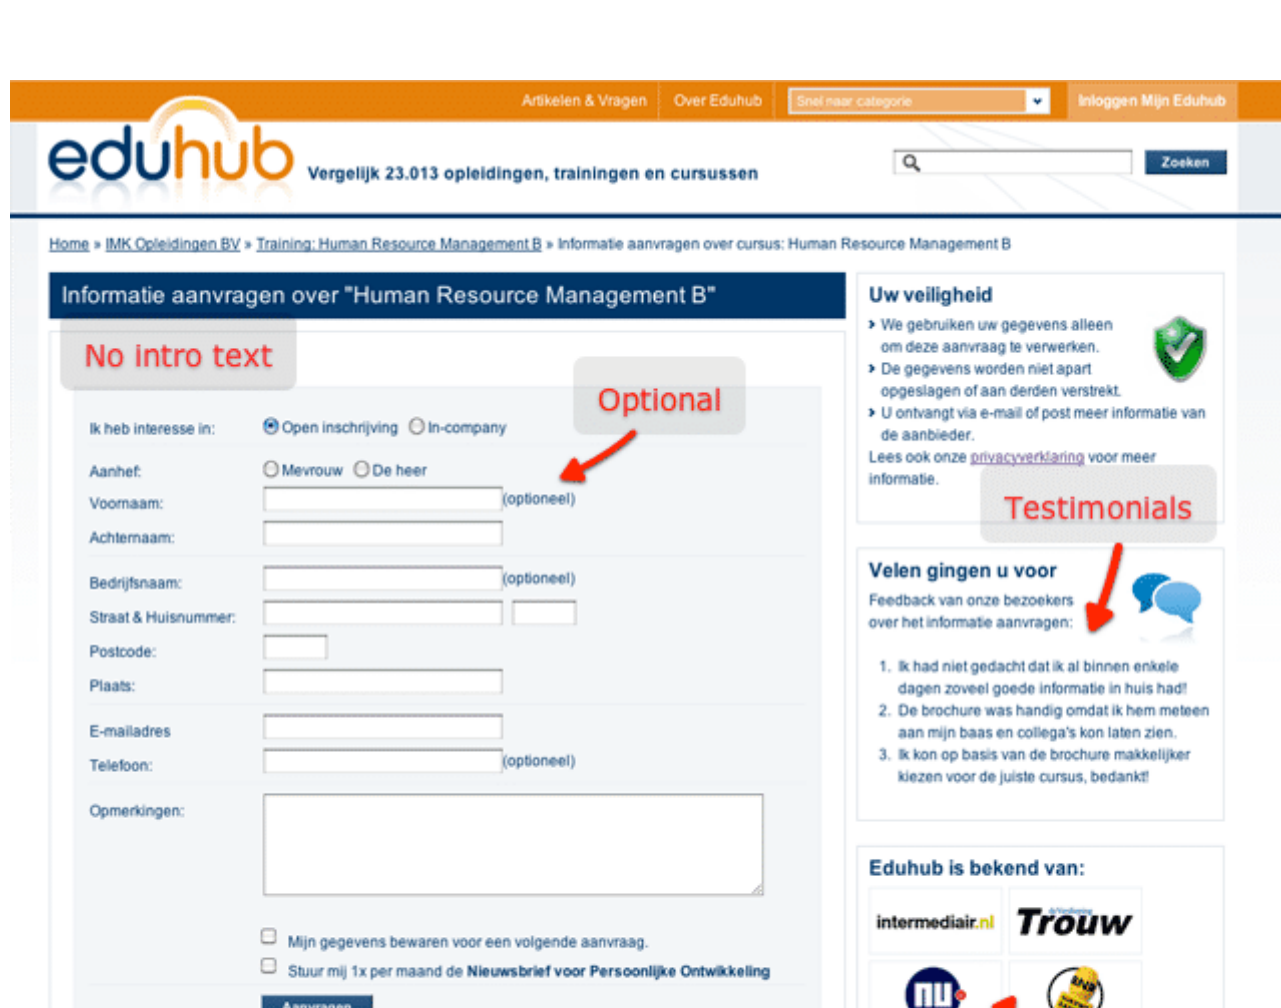 Artikelen & Vragen
Over Eduhub
Snel naar categorie
Inloggen Mijn Eduhub
eduhub
Vergelijk 23.013 opleidingen, trainingen en cursussen
Zoeken
Home » IMK Opleidingen BV » Training: Human Resource Management B » Informatie aanvragen over cursus: Human Resource Management B
Informatie aanvragen over "Human Resource Management B"
No intro text
Optional
Ik heb interesse in:
Open inschrijving
In-company
Aanhef:
Mevrouw
De heer
Voornaam:
(optioneel)
Achternaam:
Bedrijfsnaam:
(optioneel)
Straat & Huisnummer:
Postcode:
Plaats:
E-mailadres
Telefoon:
(optioneel)
Opmerkingen:
Mijn gegevens bewaren voor een volgende aanvraag.
Stuur mij 1x per maand de Nieuwsbrief voor Persoonlijke Ontwikkeling
Aanvragen
Uw veiligheid
We gebruiken uw gegevens alleen
om deze aanvraag te verwerken.
De gegevens worden niet apart
opgeslagen of aan derden verstrekt.
U ontvangt via e-mail of post meer informatie van
de aanbieder.
Lees ook onze privacyverklaring voor meer
informatie.
Testimonials
Velen gingen u voor
Feedback van onze bezoekers
over het informatie aanvragen:
1. Ik had niet gedacht dat ik al binnen enkele
dagen zoveel goede informatie in huis had!
2. De brochure was handig omdat ik hem meteen
aan mijn baas en collega's kon laten zien.
3. Ik kon op basis van de brochure makkelijker
kiezen voor de juiste cursus, bedankt!
Eduhub is bekend van:
intermediair.nl
Trouw
nu